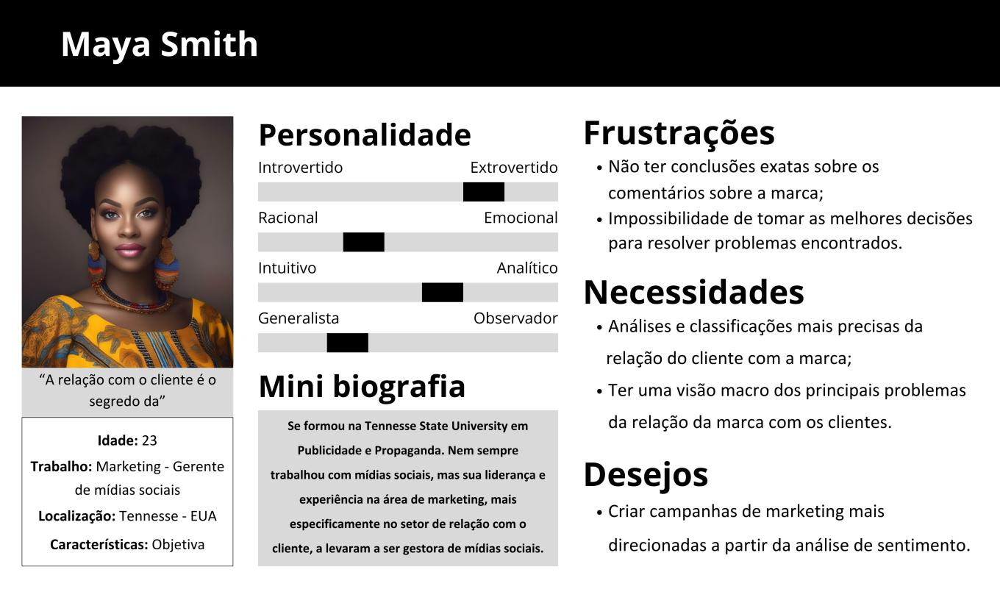 Maya Smith
“A relação com o cliente é o
segredo da”
Idade: 23
Trabalho: Marketing - Gerente
de mídias sociais
Localização: Tennesse - EUA
Características: Objetiva
Personalidade
Introvertido Extrovertido
Racional Emocional
Intuitivo Analítico
Generalista Observador
Mini biografia
Se formou na Tennesse State University em
Publicidade e Propaganda. Nem sempre
trabalhou com mídias sociais, mas sua liderança e
experiência na área de marketing, mais
especificamente no setor de relação com o
cliente, a levaram a ser gestora de mídias sociais.
Frustrações
• Não ter conclusões exatas sobre os
comentários sobre a marca;
• Impossibilidade de tomar as melhores decisões
para resolver problemas encontrados.
Necessidades
• Análises e classificações mais precisas da
relação do cliente com a marca;
• Ter uma visão macro dos principais problemas
da relação da marca com os clientes.
Desejos
• Criar campanhas de marketing mais
direcionadas a partir da análise de sentimento.